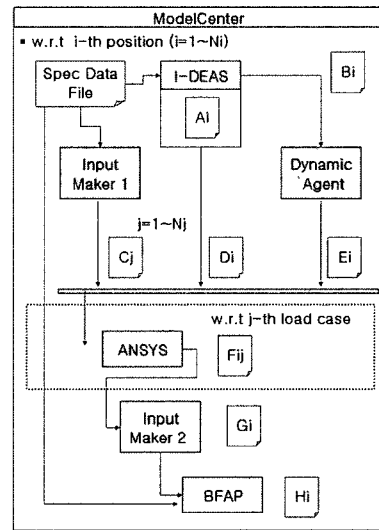 ModelCenter
▪ w.r.t i-th position (i=1~Ni)
Spec Data
File
I-DEAS
Bi
Ai
Input
Maker 1
Dynamic
Agent
j=1~Nj
Cj
Di
Ei
w.r.t j-th load case
ANSYS
Fij
Input
Maker 2
Gi
BFAP
Hi